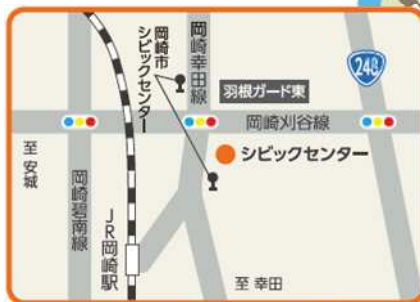 岡崎市
シビックセンター
岡崎幸田線
248
羽根ガード東
岡崎刈谷線
至 安城
シビックセンター
岡崎碧南線
JR岡崎駅
至 幸田